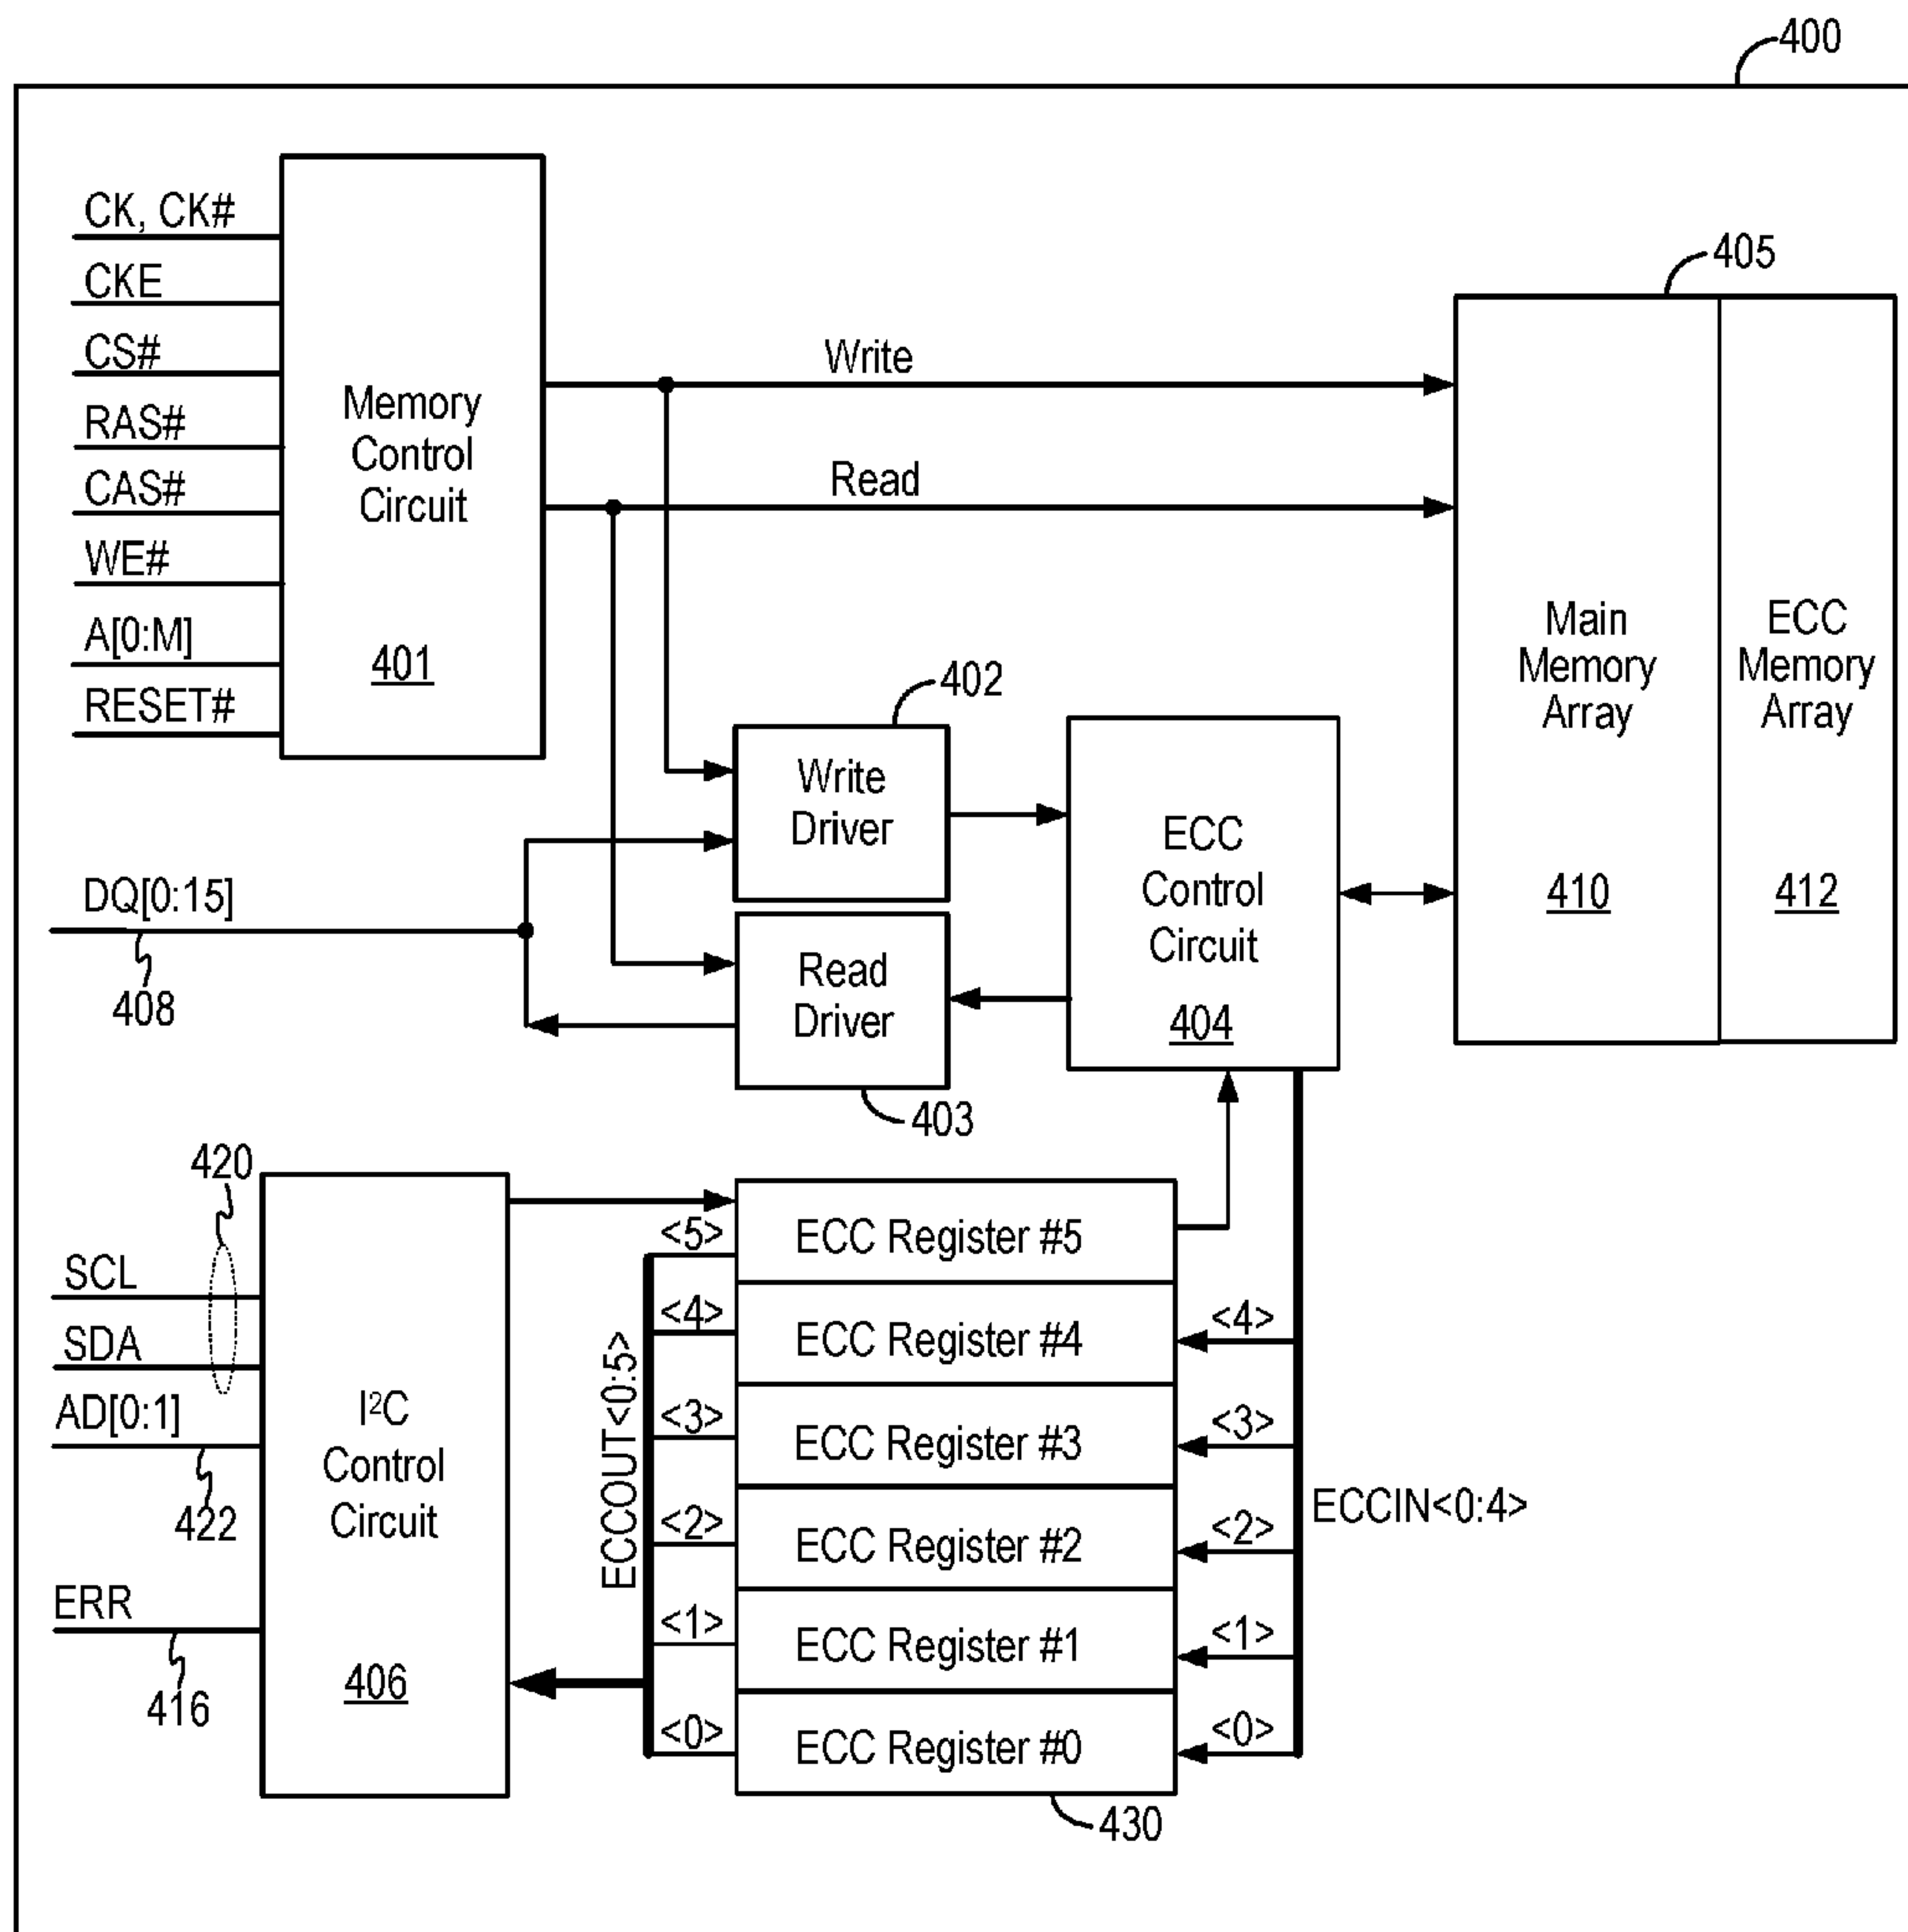 400
CK, CK#
CKE
CS#
RAS#
CAS#
WE#
A[0:M]
RESET#
Memory
Control
Circuit
401
Write
Read
405
Main
Memory
Array
410
ECC
Memory
Array
412
402
Write
Driver
DQ[0:15]
408
Read
Driver
403
ECC
Control
Circuit
404
420
SCL
SDA
AD[0:1]
422
ERR
416
I²C
Control
Circuit
406
ECCOUT<0:5>
<5>
<4>
<3>
<2>
<1>
<0>
ECC Register #5
ECC Register #4
ECC Register #3
ECC Register #2
ECC Register #1
ECC Register #0
<4>
<3>
<2>
<1>
<0>
ECCIN<0:4>
430